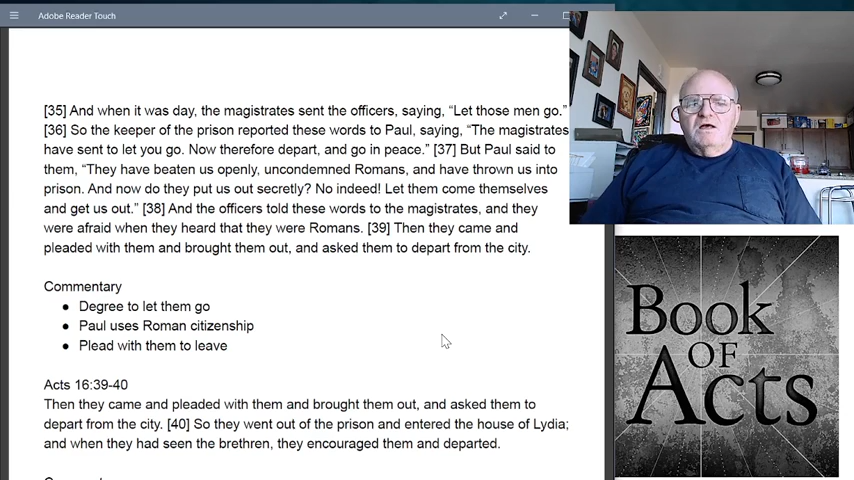 Adobe Reader Touch
[35] And when it was day, the magistrates sent the officers, saying, “Let those men go.”
[36] So the keeper of the prison reported these words to Paul, saying, “The magistrates
have sent to let you go. Now therefore depart, and go in peace.” [37] But Paul said to
them, “They have beaten us openly, uncondemned Romans, and have thrown us into
prison. And now do they put us out secretly? No indeed! Let them come themselves
and get us out.” [38] And the officers told these words to the magistrates, and they
were afraid when they heard that they were Romans. [39] Then they came and
pleaded with them and brought them out, and asked them to depart from the city.
Commentary
● Degree to let them go
● Paul uses Roman citizenship
● Plead with them to leave
Acts 16:39-40
Then they came and pleaded with them and brought them out, and asked them to
depart from the city. [40] So they went out of the prison and entered the house of Lydia;
and when they had seen the brethren, they encouraged them and departed.
Book
OF
Acts